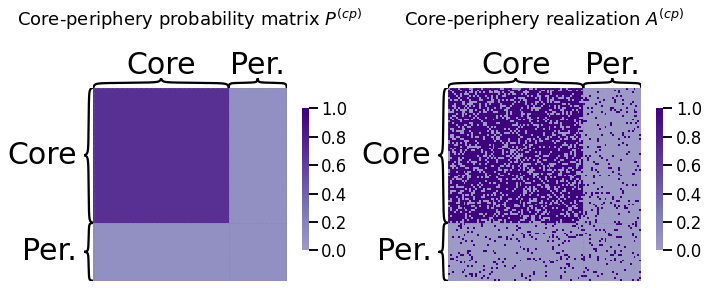 Core-periphery probability matrix P^(cp)
Core Per.
Core
Per.
1.0
0.8
0.6
0.4
0.2
0.0
Core-periphery realization A^(cp)
Core Per.
Core
Per.
1.0
0.8
0.6
0.4
0.2
0.0